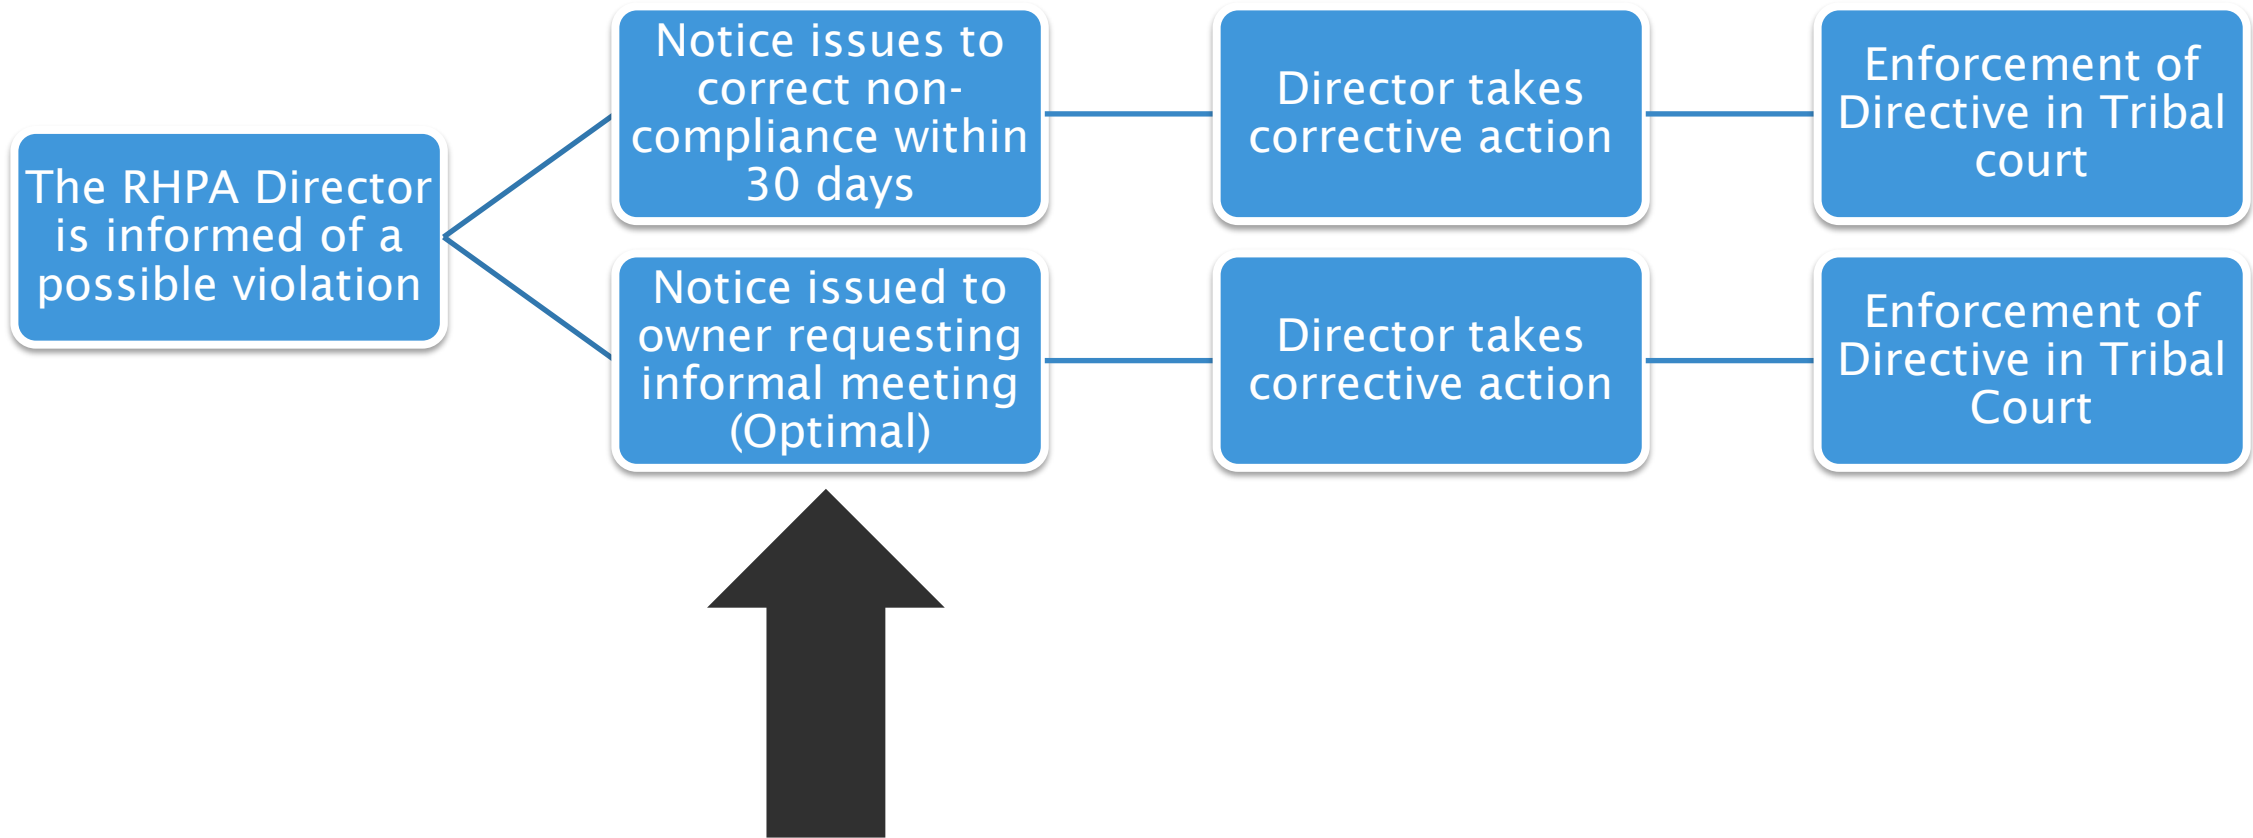 The RHPA Director
is informed of a
possible violation
Notice issues to
correct non-
compliance within
30 days
Director takes
corrective action
Enforcement of
Directive in Tribal
court
Notice issued to
owner requesting
informal meeting
(Optimal)
Director takes
corrective action
Enforcement of
Directive in Tribal
Court